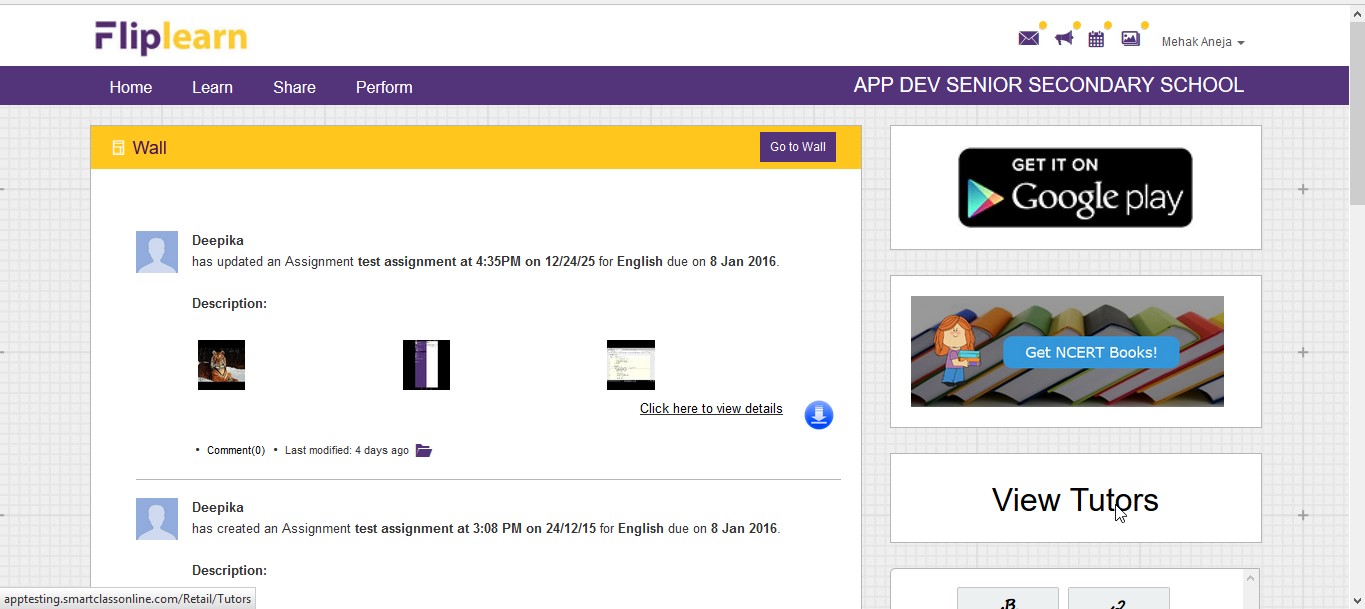 Fliplearn
Mehak Aneja
Home Learn Share Perform
APP DEV SENIOR SECONDARY SCHOOL
Wall
Go to Wall
Deepika
has updated an Assignment test assignment at 4:35PM on 12/24/25 for English due on 8 Jan 2016.
Description:
Click here to view details
• Comment(0) • Last modified: 4 days ago
Deepika
has created an Assignment test assignment at 3:08 PM on 24/12/15 for English due on 8 Jan 2016.
Description:
GET IT ON
Google play
Get NCERT Books!
View Tutors
apptesting.smartclassonline.com/Retail/Tutors